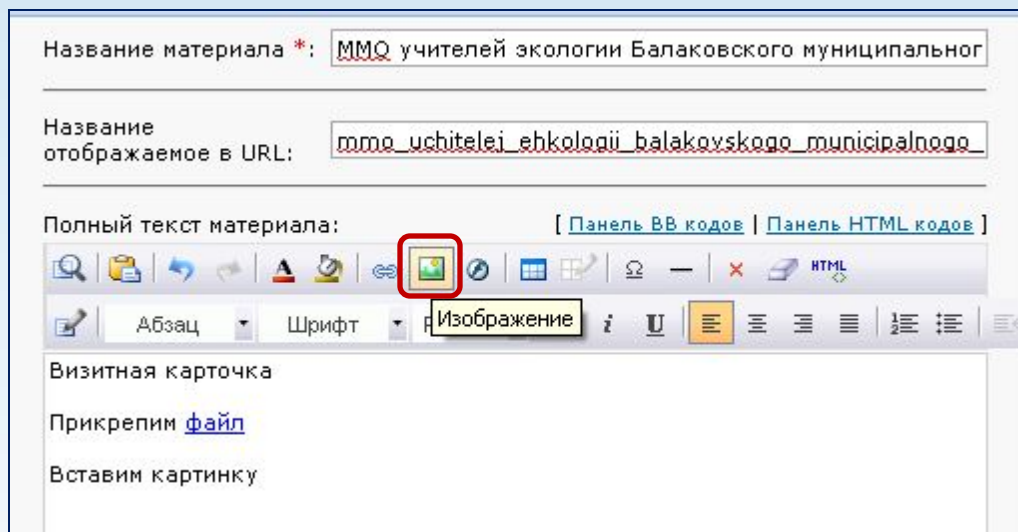 Название материала *: ММО учителей экологии Балаковского муниципальног
Название
отображаемое в URL: mmo_uchitelej_ehkologii_balakovskogo_municipalnogo_
Полный текст материала: [ Панель BB кодов | Панель HTML кодов ]
HTML
Абзац Шрифт Изображение i U
Визитная карточка
Прикрепим файл
Вставим картинку